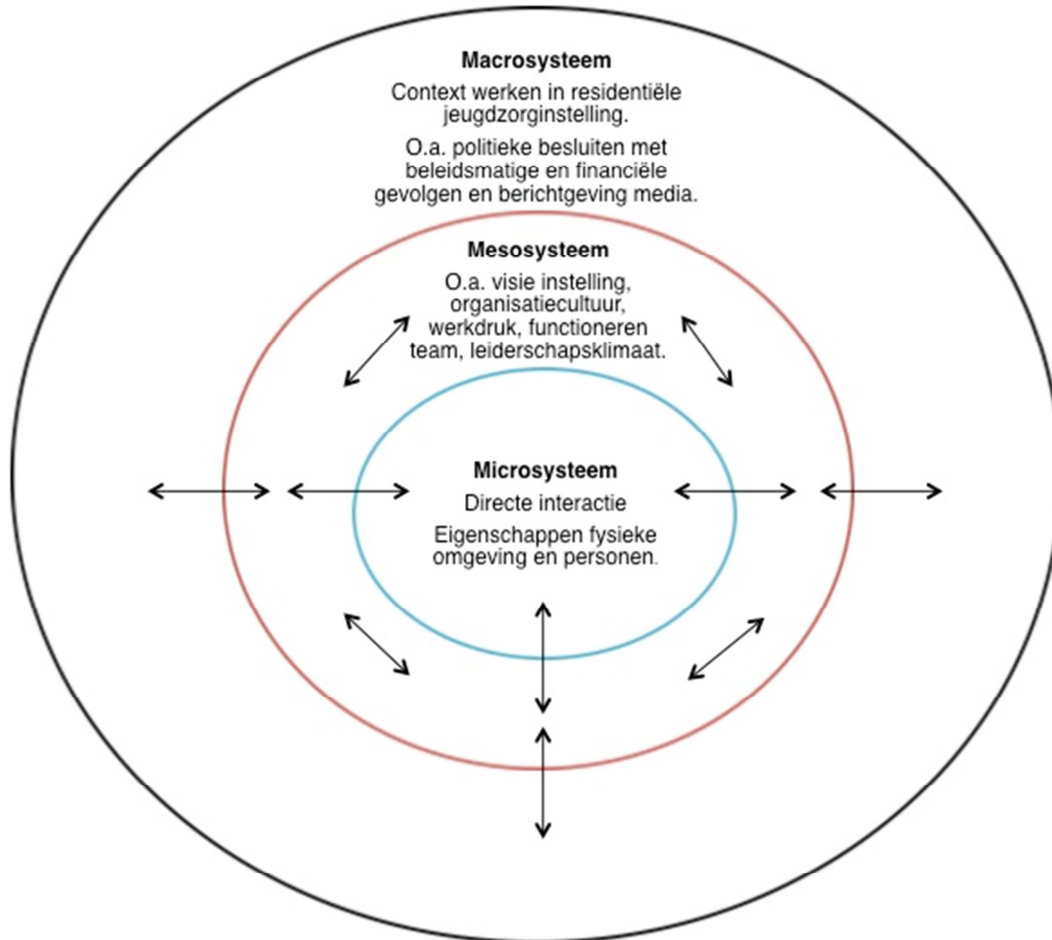 Macrosysteem
Context werken in residentiële
jeugdzorginstelling.
O.a. politieke besluiten met
beleidsmatige en financiële
gevolgen en berichtgeving media.
Mesosysteem
O.a. visie instelling,
organisatiecultuur,
werkdruk, functioneren
team, leiderschapsklimaat.
Microsysteem
Directe interactie
Eigenschappen fysieke
omgeving en personen.